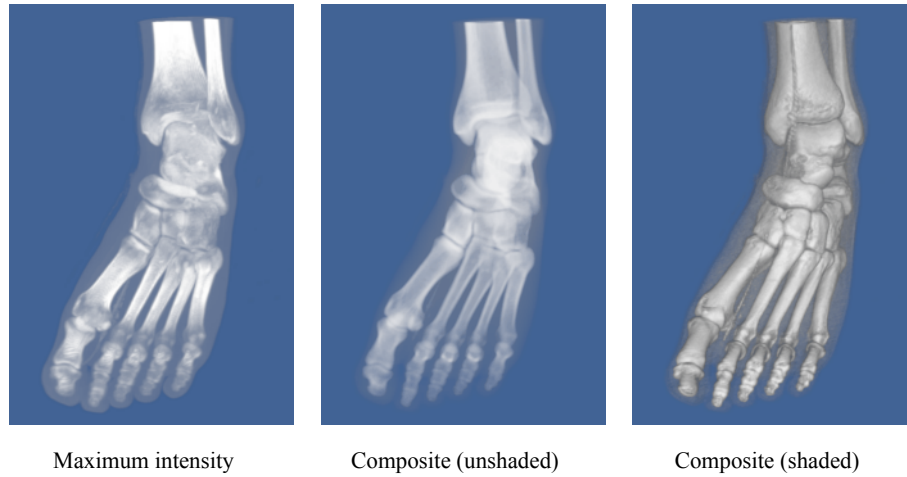 Maximum intensity
Composite (unshaded)
Composite (shaded)